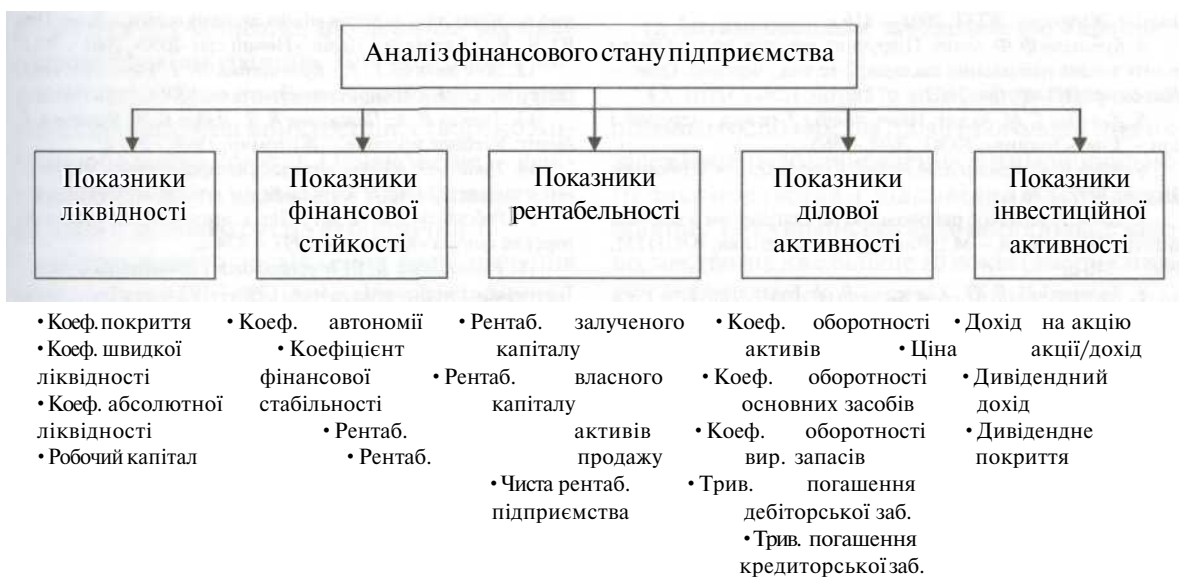 Аналіз фінансового стану підприємства
Показники
ліквідності
Показники
фінансової
стійкості
Показники
рентабельності
Показники
ділової
активності
Показники
інвестиційної
активності
• Коеф. покриття • Коеф. автономії • Рентаб. залученого • Коеф. оборотності • Дохід на акцію
• Коеф. швидкої • Коефіцієнт капіталу активів • Ціна акції/дохід
ліквідності фінансової • Рентаб. власного • Коеф. оборотності • Дивідендний
• Коеф. абсолютної стабільності капіталу основних засобів дохід
ліквідності • Рентаб. активів • Коеф. оборотності • Дивідендне
• Робочий капітал • Рентаб. продажу вир. запасів покриття
• Чиста рентаб. • Трив. погашення
підприємства дебіторської заб.
• Трив. погашення
кредиторської заб.